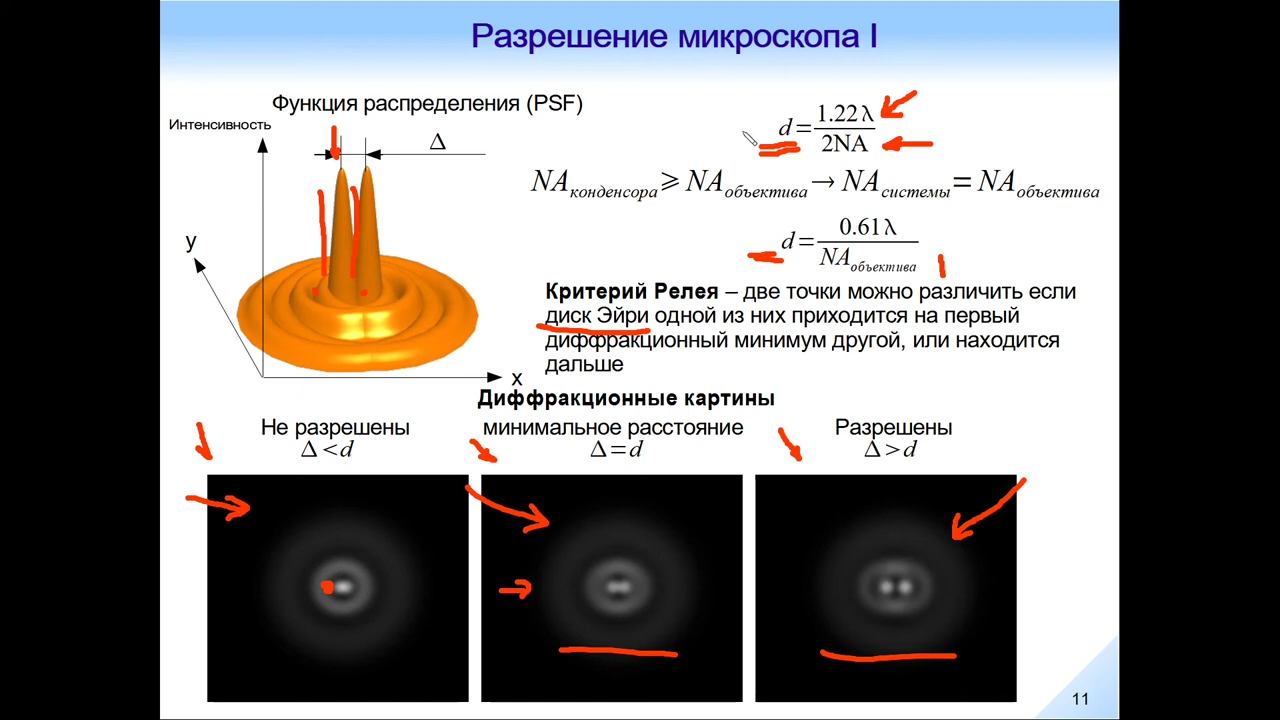 Разрешение микроскопа I
Функция распределения (PSF)
Интенсивность
Δ
y
x
d=1.22λ/2NA
NAконденсора⩾NAобъектива→NAсистемы=NAобъектива
d=0.61λ/NAобъектива
Критерий Релея – две точки можно различить если
диск Эйри одной из них приходится на первый
диффракционный минимум другой, или находится
дальше
Диффракционные картины
Не разрешены
Δ<d
минимальное расстояние
Δ=d
Разрешены
Δ>d
11